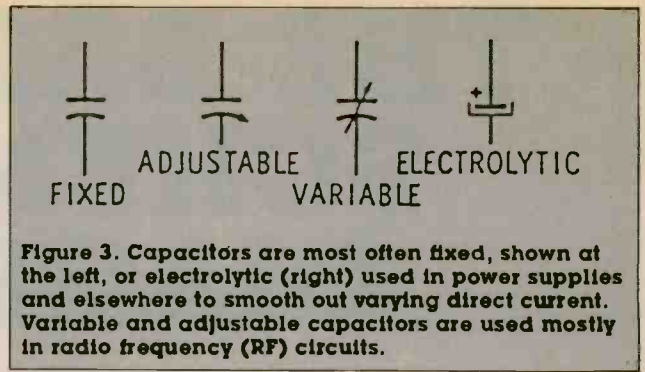 +
ADJUSTABLE ELECTROLYTIC
FIXED VARIABLE
Figure 3. Capacitors are most often fixed, shown at
the left, or electrolytic (right) used in power supplies
and elsewhere to smooth out varying direct current.
Variable and adjustable capacitors are used mostly
in radio frequency (RF) circuits.